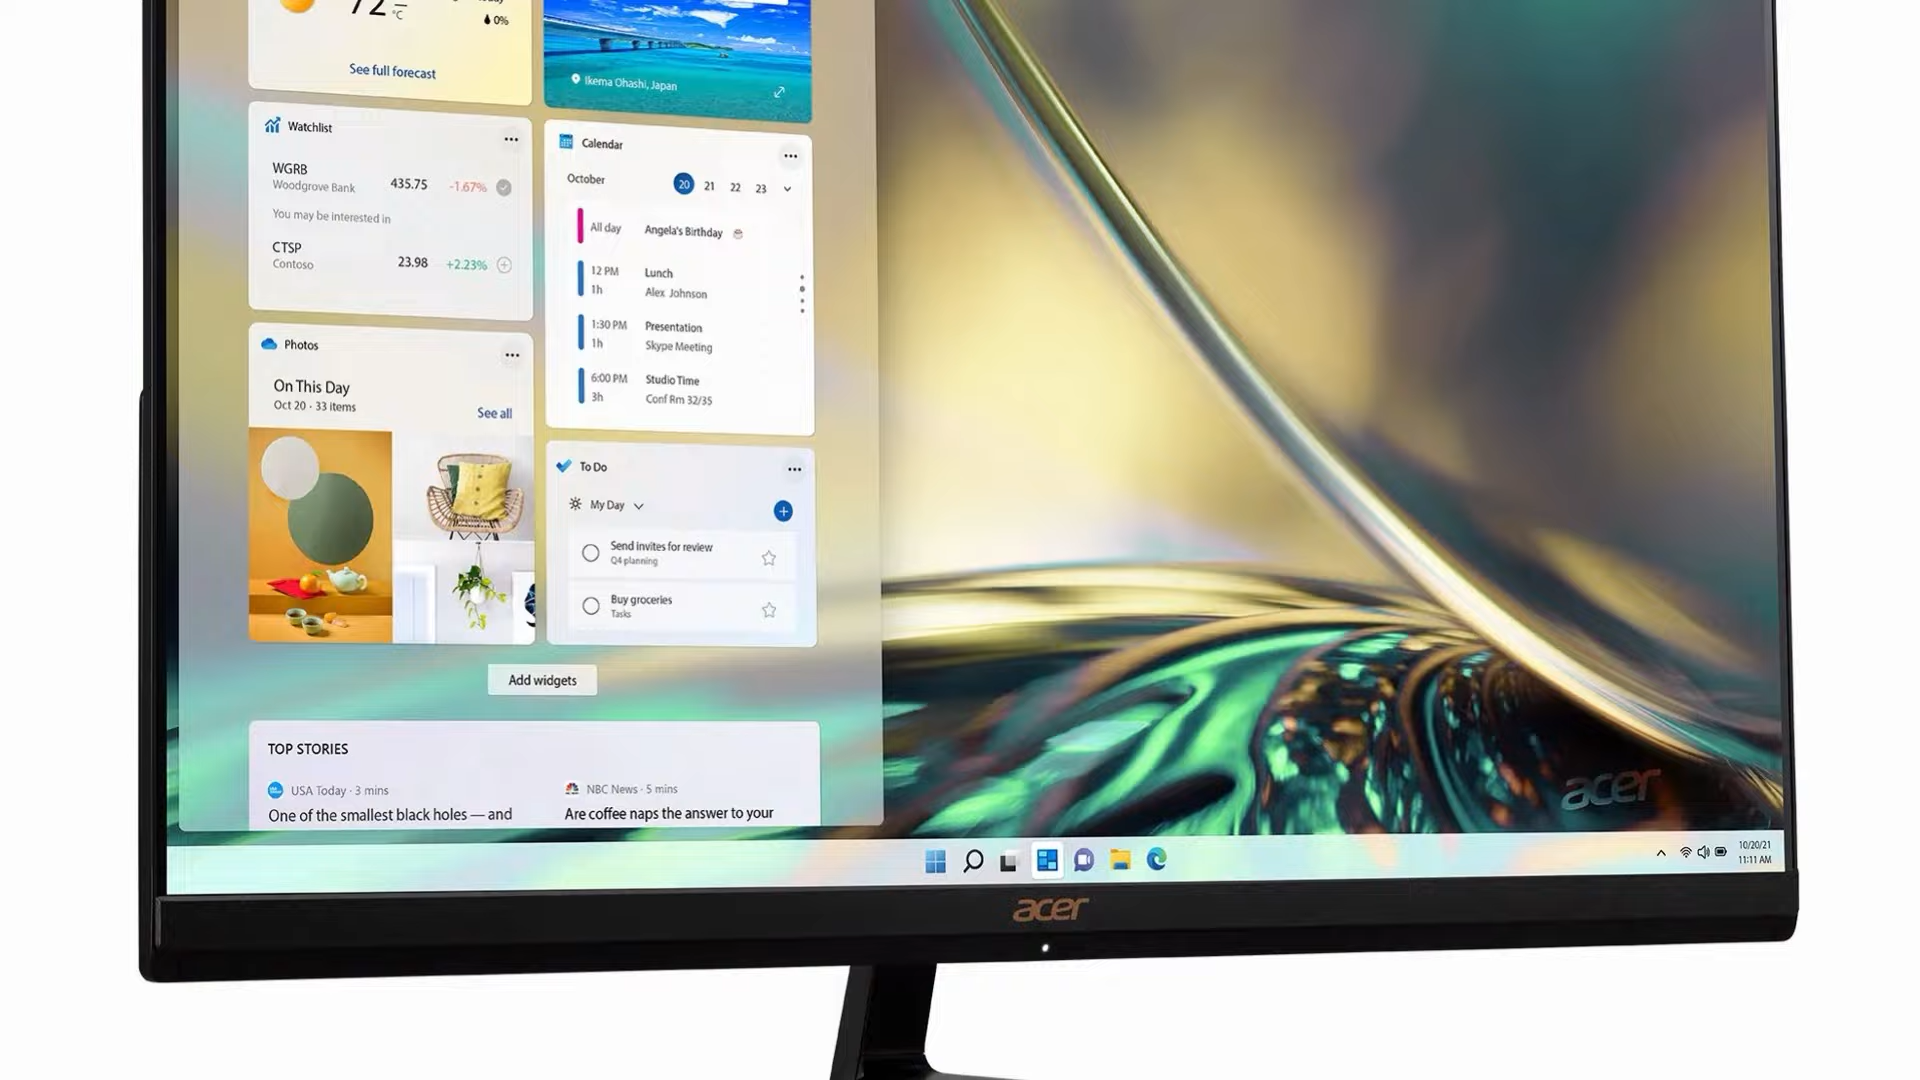 72
°C
0%
See full forecast
Ikema Ohashi, Japan
Watchlist
WGRB
Woodgrove Bank
435.75
-1.67%
You may be interested in
CTSP
Contoso
23.98
+2.23%
Photos
On This Day
Oct 20 · 33 items
See all
Calendar
October
20 21 22 23
All day Angela's Birthday
12 PM Lunch
1h Alex Johnson
1:30 PM Presentation
1h Skype Meeting
6:00 PM Studio Time
3h Conf Rm 32/35
To Do
My Day
Send invites for review
Q4 planning
Buy groceries
Tasks
Add widgets
TOP STORIES
USA Today · 3 mins
One of the smallest black holes — and
NBC News · 5 mins
Are coffee naps the answer to your
acer
10/20/21
11:11 AM
acer